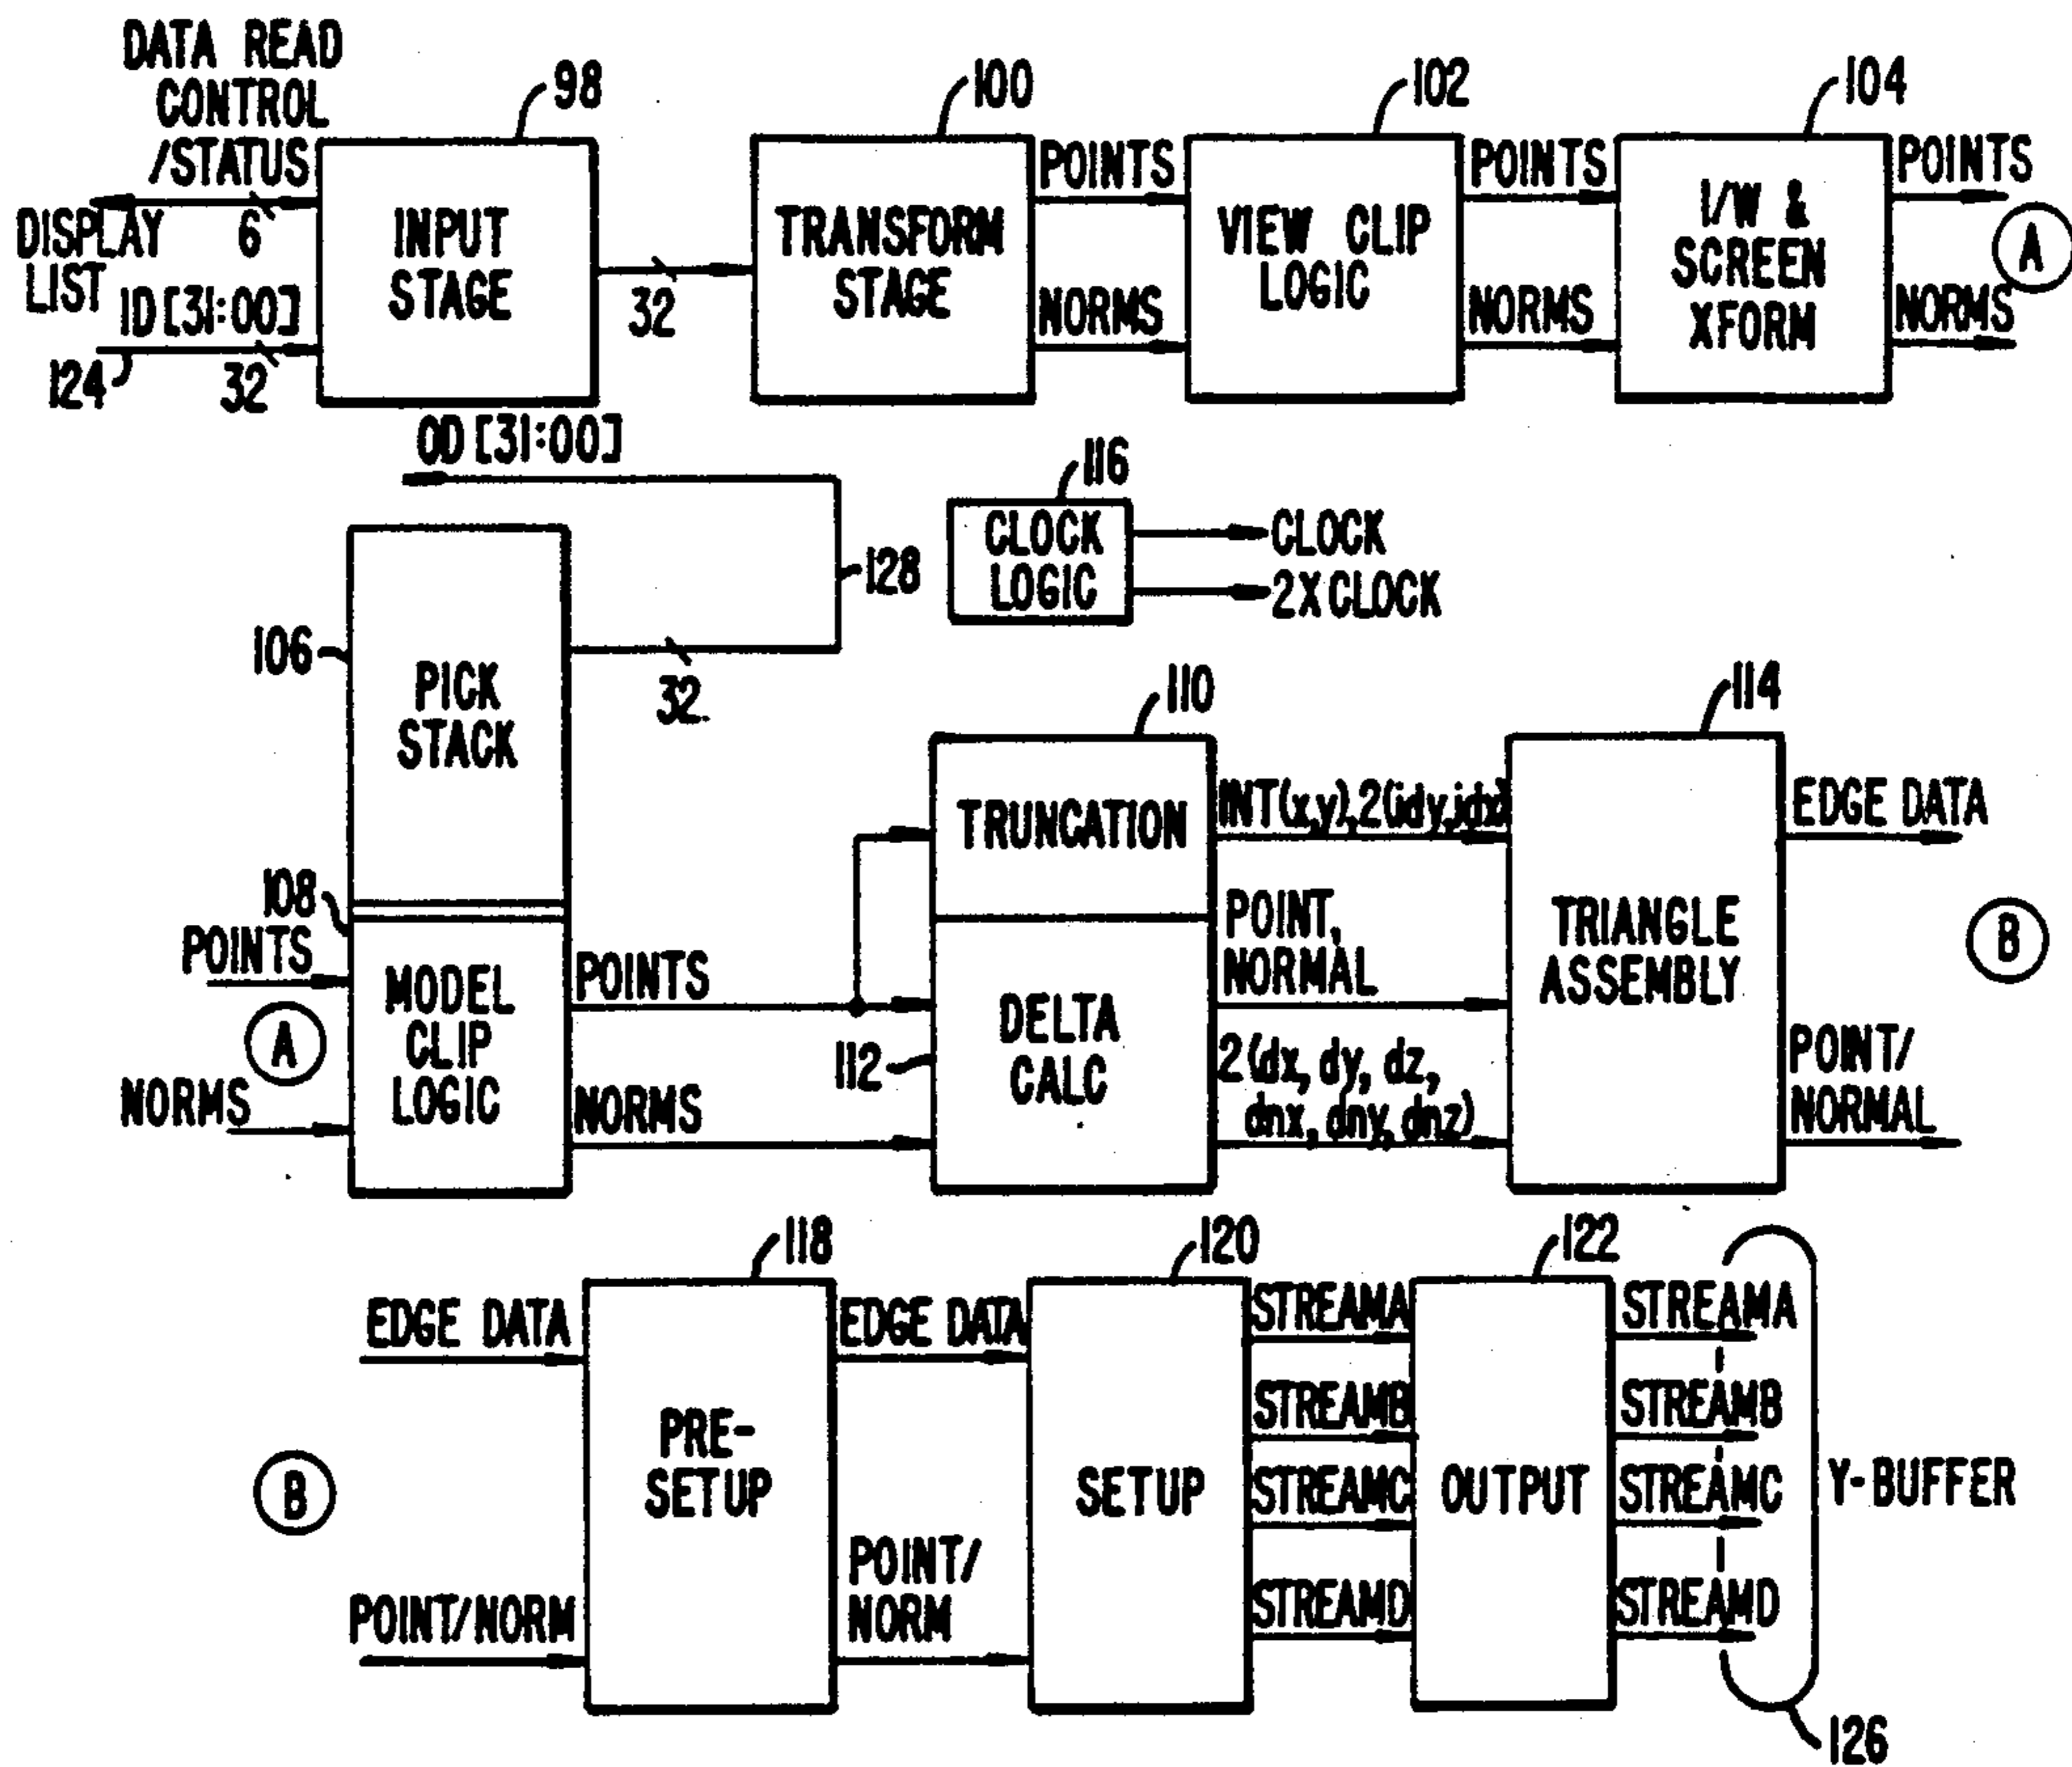 DATA READ
CONTROL
/STATUS
6
DISPLAY
LIST
ID [31:00]
124
32
98
INPUT
STAGE
32
100
TRANSFORM
STAGE
POINTS
NORMS
102
VIEW CLIP
LOGIC
POINTS
NORMS
104
1/W &
SCREEN
XFORM
POINTS
A
NORMS
OD [31:00]
128
32
116
CLOCK
LOGIC
CLOCK
2XCLOCK
106
PICK
STACK
108
POINTS
A
NORMS
MODEL
CLIP
LOGIC
POINTS
NORMS
110
TRUNCATION
112
DELTA
CALC
INT(x,y),2(idy,idx)
POINT,
NORMAL
2(dx, dy, dz,
dnx, dny, dnz)
114
TRIANGLE
ASSEMBLY
EDGE DATA
B
POINT/
NORMAL
B
EDGE DATA
POINT/NORM
118
PRE-
SETUP
EDGE DATA
POINT/
NORM
120
SETUP
STREAMA
STREAMB
STREAMC
STREAMD
122
OUTPUT
STREAMA
STREAMB
STREAMC
STREAMD
Y-BUFFER
126